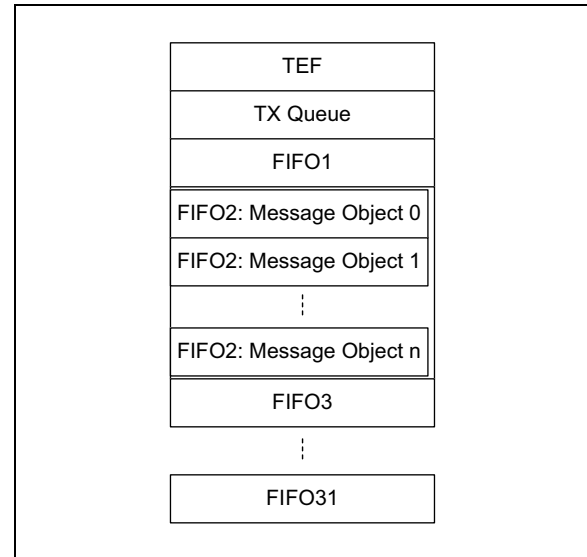 TEF
TX Queue
FIFO1
FIFO2: Message Object 0
FIFO2: Message Object 1
FIFO2: Message Object n
FIFO3
FIFO31